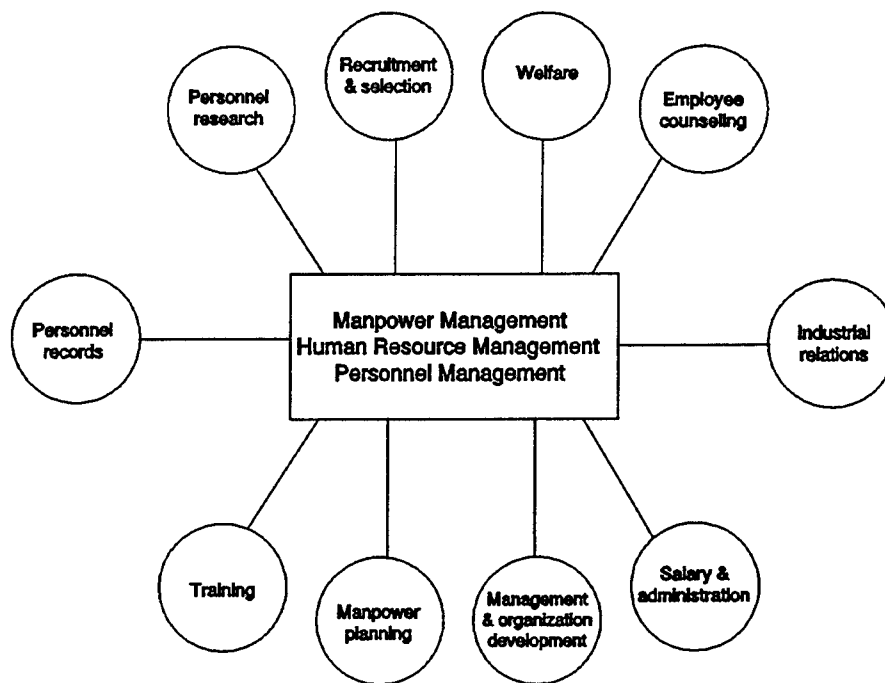 Recruitment
& selection
Welfare
Personnel
research
Employee
counseling
Personnel
records
Manpower Management
Human Resource Management
Personnel Management
Industrial
relations
Training
Manpower
planning
Management
& organization
development
Salary &
administration